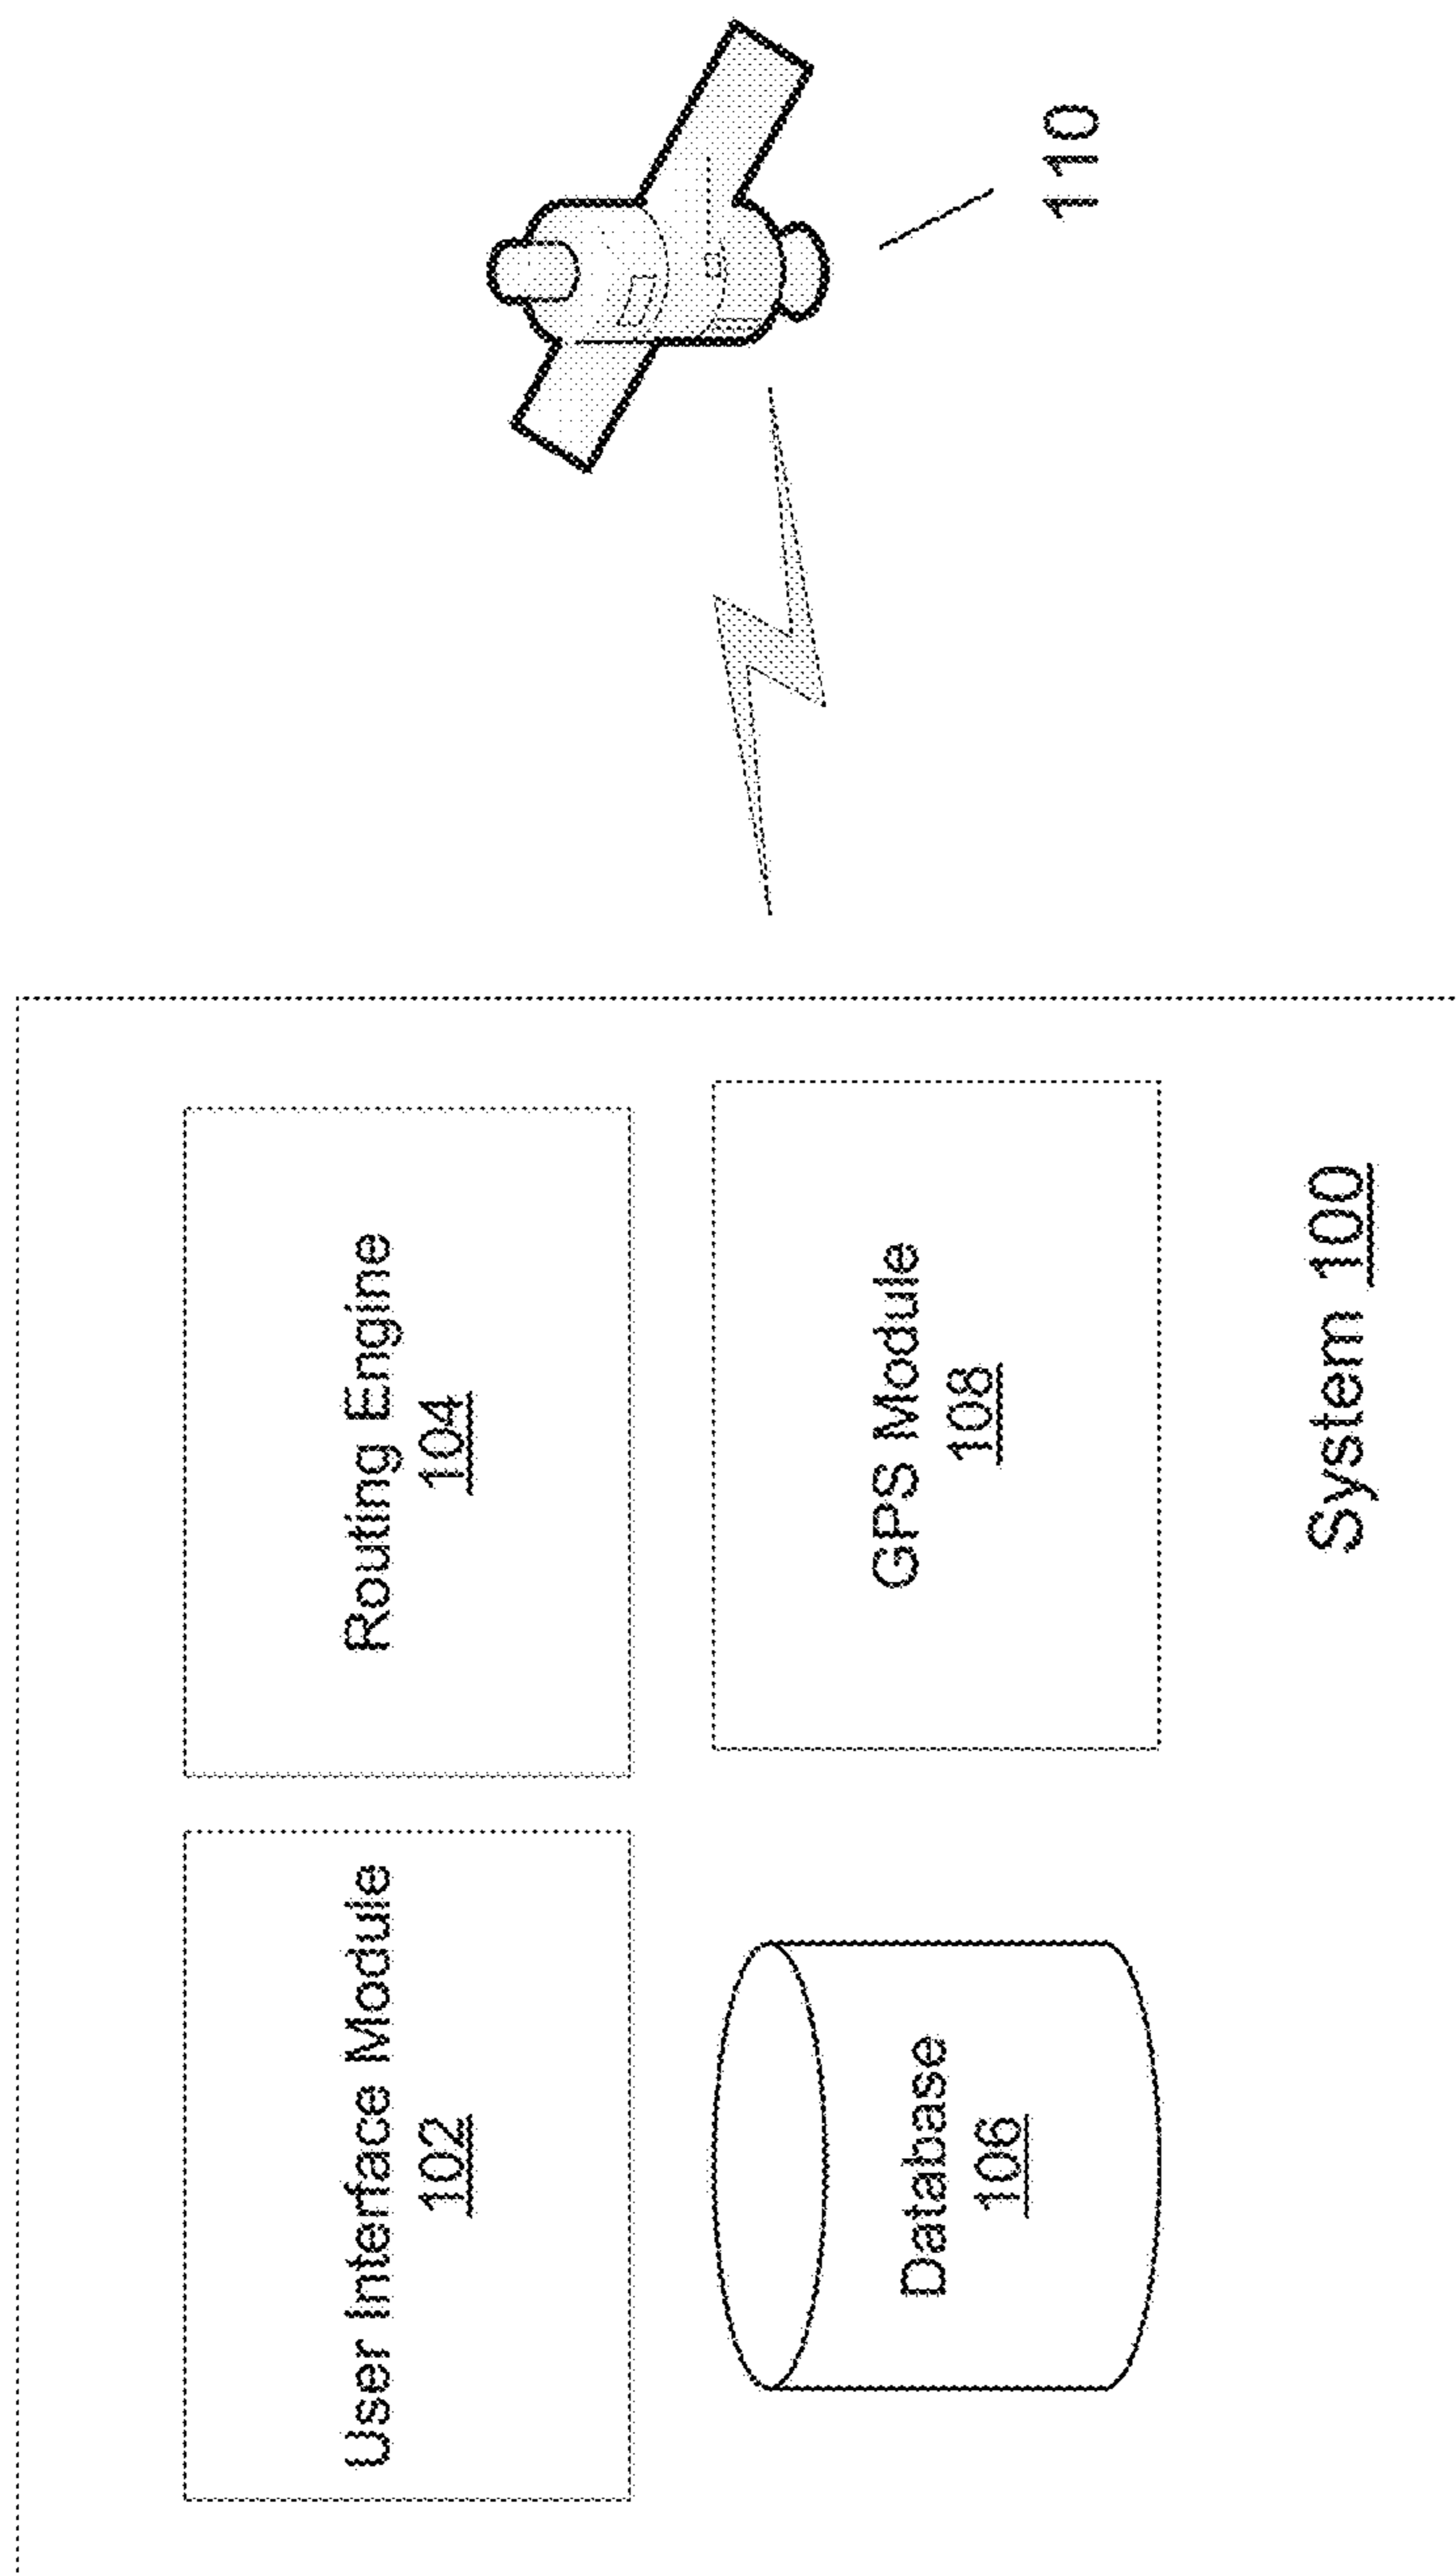 User Interface Module
102
Routing Engine
104
Database
106
GPS Module
108
System 100
110